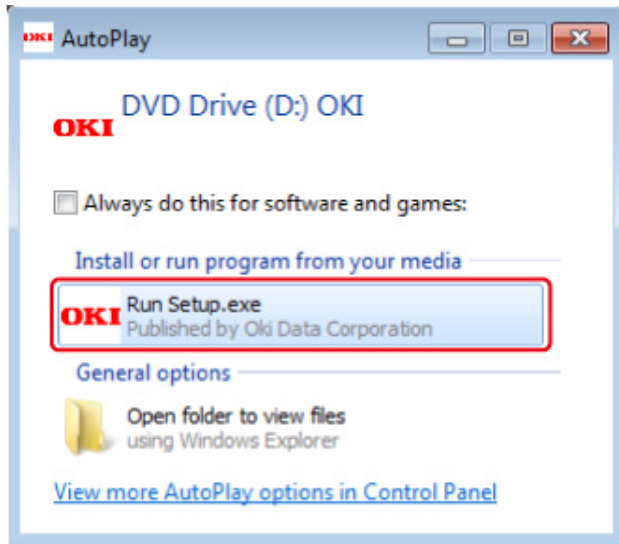 OKI AutoPlay
OKI DVD Drive (D:) OKI
Always do this for software and games:
Install or run program from your media
OKI Run Setup.exe
Published by Oki Data Corporation
General options
Open folder to view files
using Windows Explorer
View more AutoPlay options in Control Panel